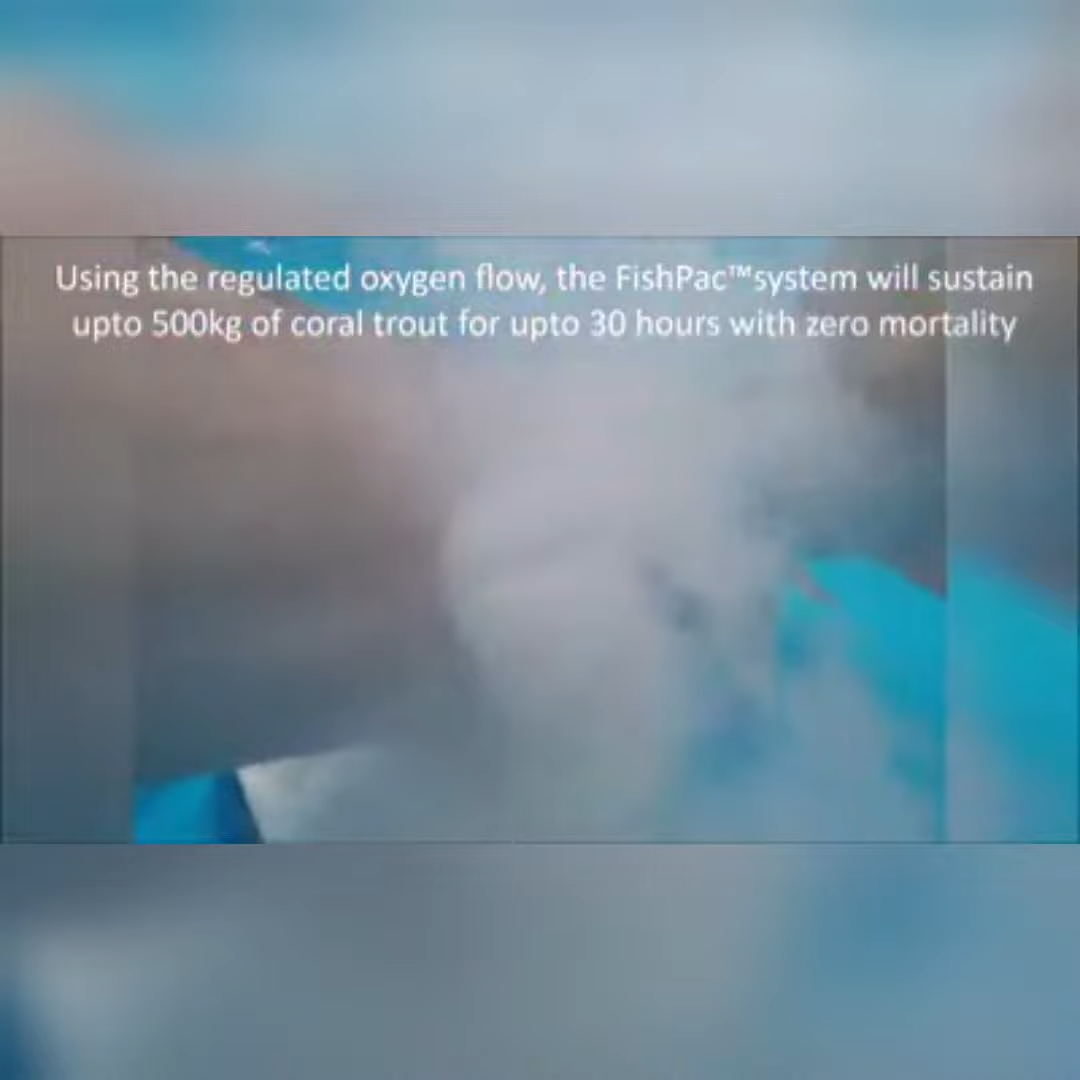 Using the regulated oxygen flow, the FishPac™system will sustain
upto 500kg of coral trout for upto 30 hours with zero mortality